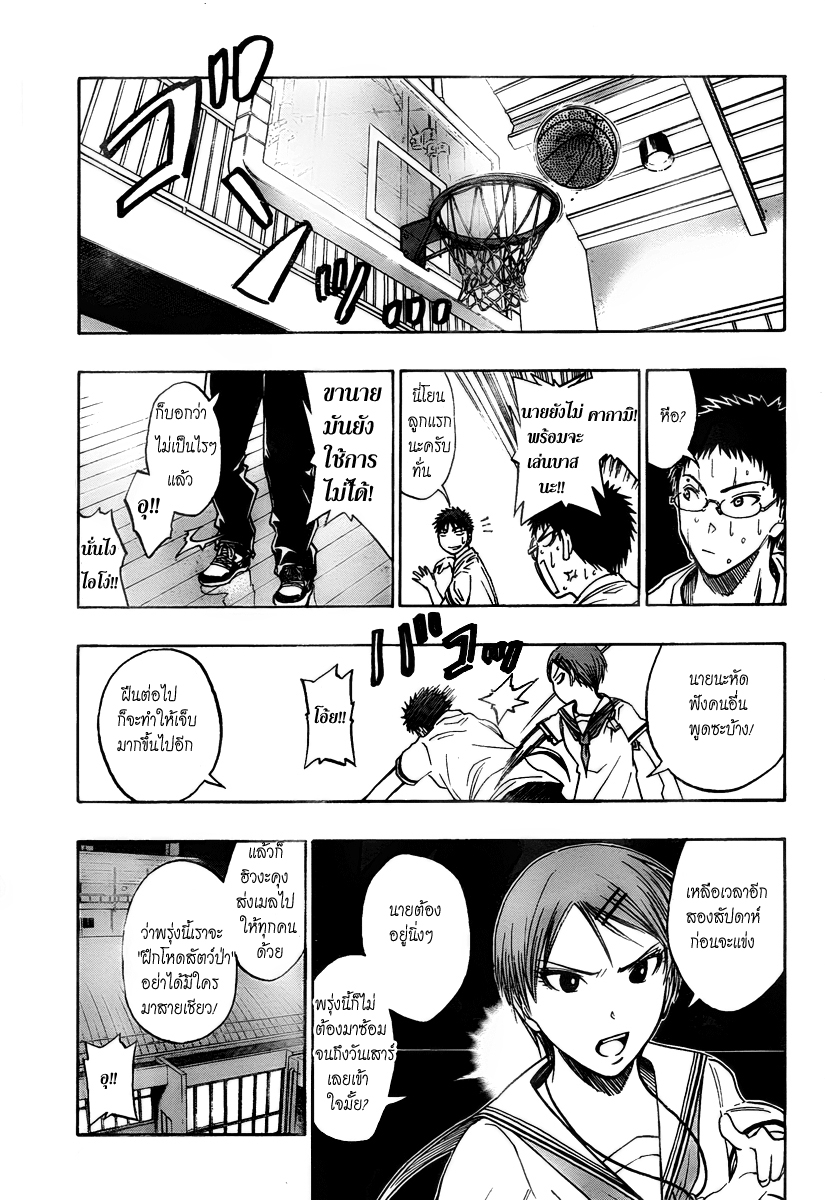 ゴ
ン
ッ
...
หือ?
คากามิ!
นายยังไม่
พร้อมจะ
เล่นบาส
นะ!!
นี่โยน
ลูกแรก
นะครับ
ทั่น
ขานาย
มันยัง
ใช้การ
ไม่ได้!
ก็บอกว่า
ไม่เป็นไรๆ
แล้ว
อุ!!
นั่นไง
ไอโง่!!
นายนะหัด
ฟังคนอื่น
พูดซะบ้าง!
バコッ
โอ้ย!!
ฝืนต่อไป
ก็จะทำให้เจ็บ
มากขึ้นไปอีก
เหลือเวลาอีก
สองสัปดาห์
ก่อนจะแข่ง
นายต้อง
อยู่นิ่งๆ
พรุ่งนี้ก็ไม่
ต้องมาซ้อม
จนถึงวันเสาร์
เลยเข้า
ใจมั้ย?
แล้วก็
ฮิวงะคุง
ส่งเมลไป
ให้ทุกคน
ด้วย
ว่าพรุ่งนี้เราจะ
"ฝึกโหดสัตว์ป่า"
อย่าได้มีใคร
มาสายเชียว!
อุ!!